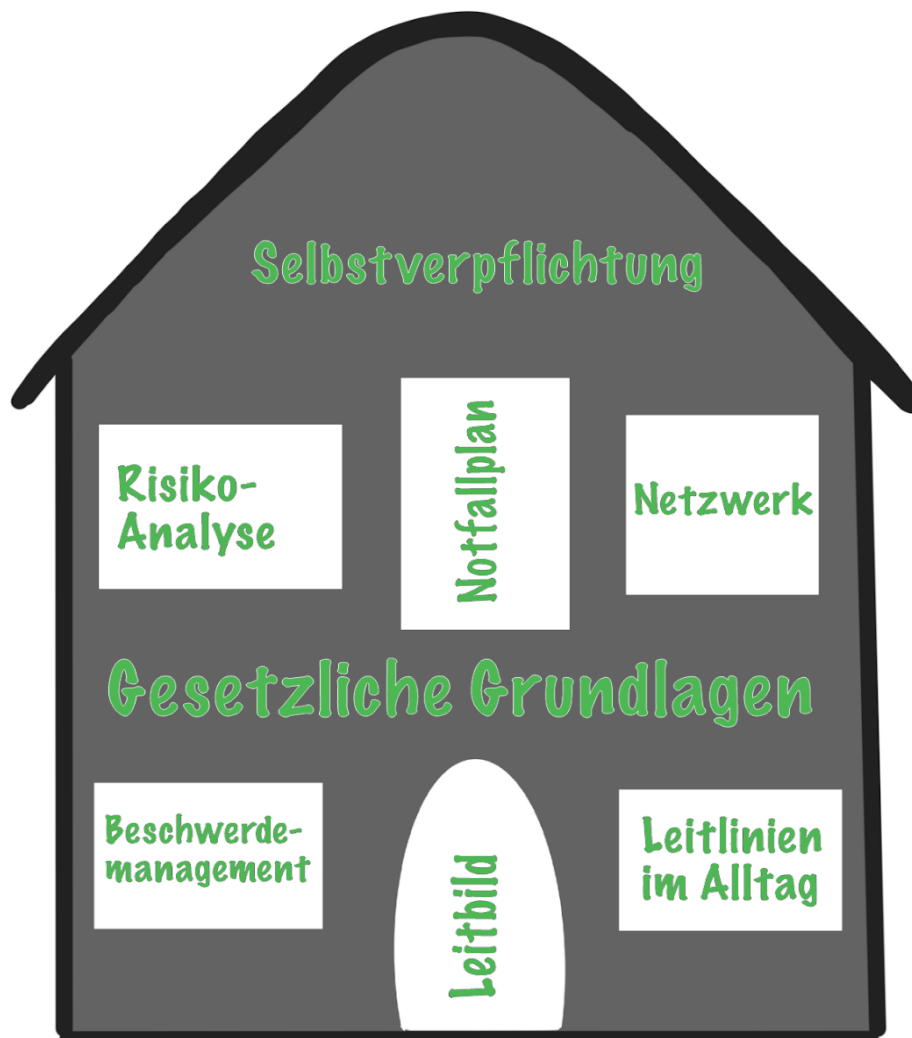 Selbstverpflichtung
Risiko-
Analyse
Notfallplan
Netzwerk
Gesetzliche Grundlagen
Beschwerde-
management
Leitbild
Leitlinien
im Alltag